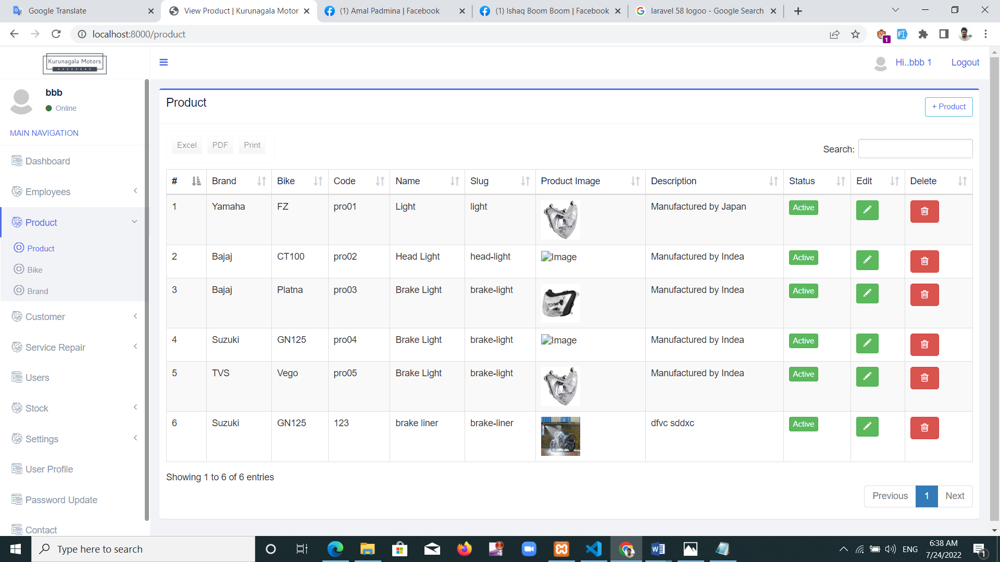 Google Translate
View Product | Kurunagala Motor
(1) Amal Padmina | Facebook
(1) Ishaq Boom Boom | Facebook
laravel 58 logoo - Google Search
localhost:8000/product
1
Kurunagala Motors
Hi..bbb 1
Logout
bbb
Online
MAIN NAVIGATION
Dashboard
Employees
Product
Product
Bike
Brand
Customer
Service Repair
Users
Stock
Settings
User Profile
Password Update
Contact
Product
+ Product
Excel PDF Print
Search:
# Brand Bike Code Name Slug Product Image Description Status Edit Delete
1 Yamaha FZ pro01 Light light Manufactured by Japan Active
2 Bajaj CT100 pro02 Head Light head-light Image Manufactured by Indea Active
3 Bajaj Platna pro03 Brake Light brake-light Manufactured by Indea Active
4 Suzuki GN125 pro04 Brake Light brake-light Image Manufactured by Indea Active
5 TVS Vego pro05 Brake Light brake-light Manufactured by Indea Active
6 Suzuki GN125 123 brake liner brake-liner dfvc sddxc Active
Showing 1 to 6 of 6 entries
Previous 1 Next
Type here to search
ENG
6:38 AM
7/24/2022
1